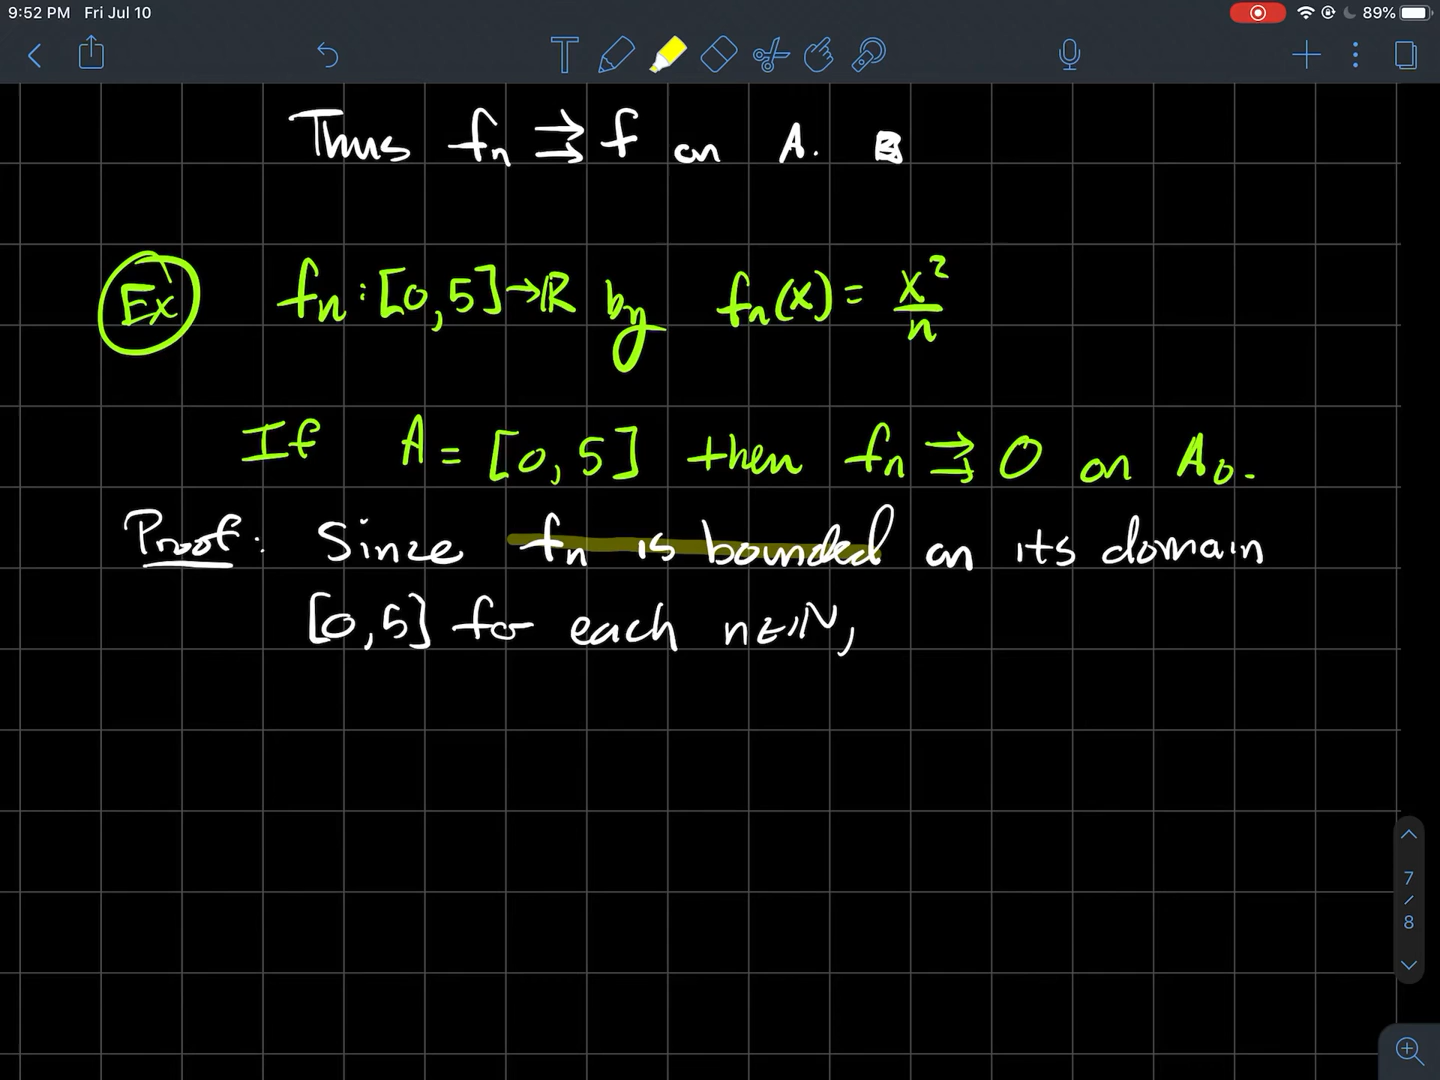 9:52 PM Fri Jul 10 89%
Thus fₙ ⇉ f on A.
Ex fₙ : [0,5] → ℝ by fₙ(x) = x²/n
If A = [0,5] then fₙ ⇉ 0 on A₀.
Proof: Since fₙ is bounded on its domain
[0,5] for each n∈ℕ,
7
/
8